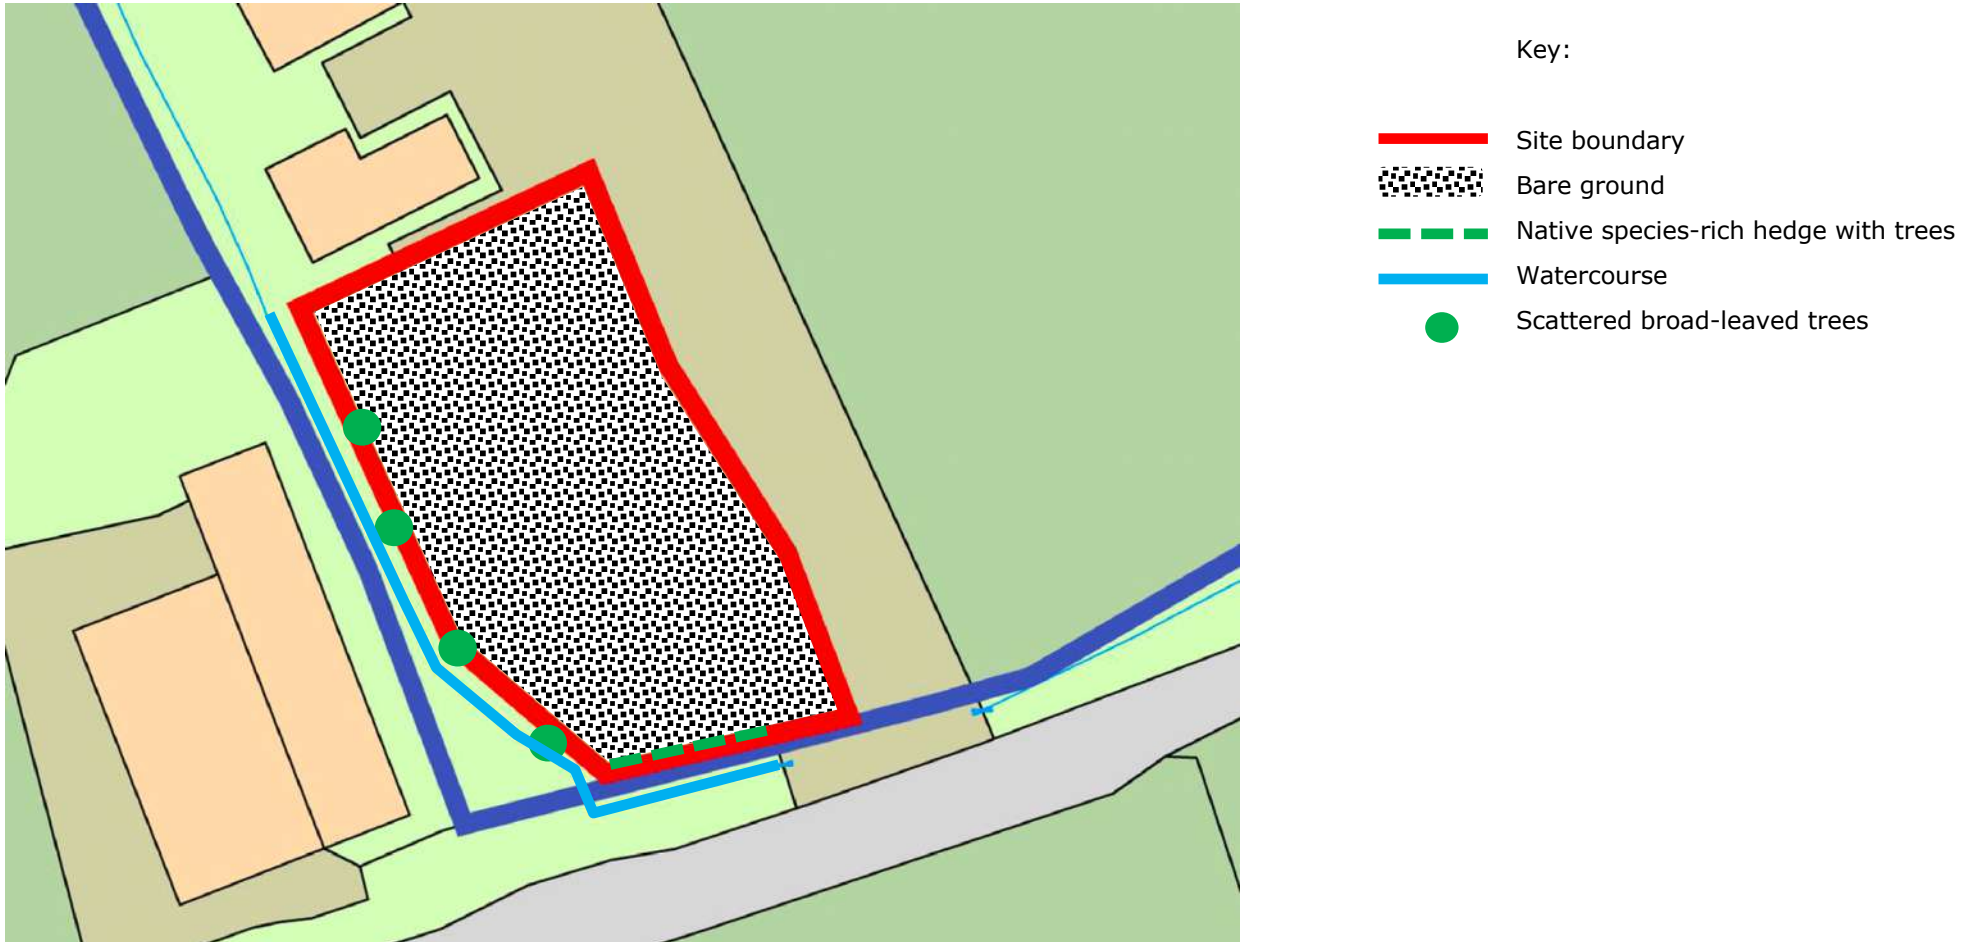 Key:
Site boundary
Bare ground
Native species-rich hedge with trees
Watercourse
Scattered broad-leaved trees